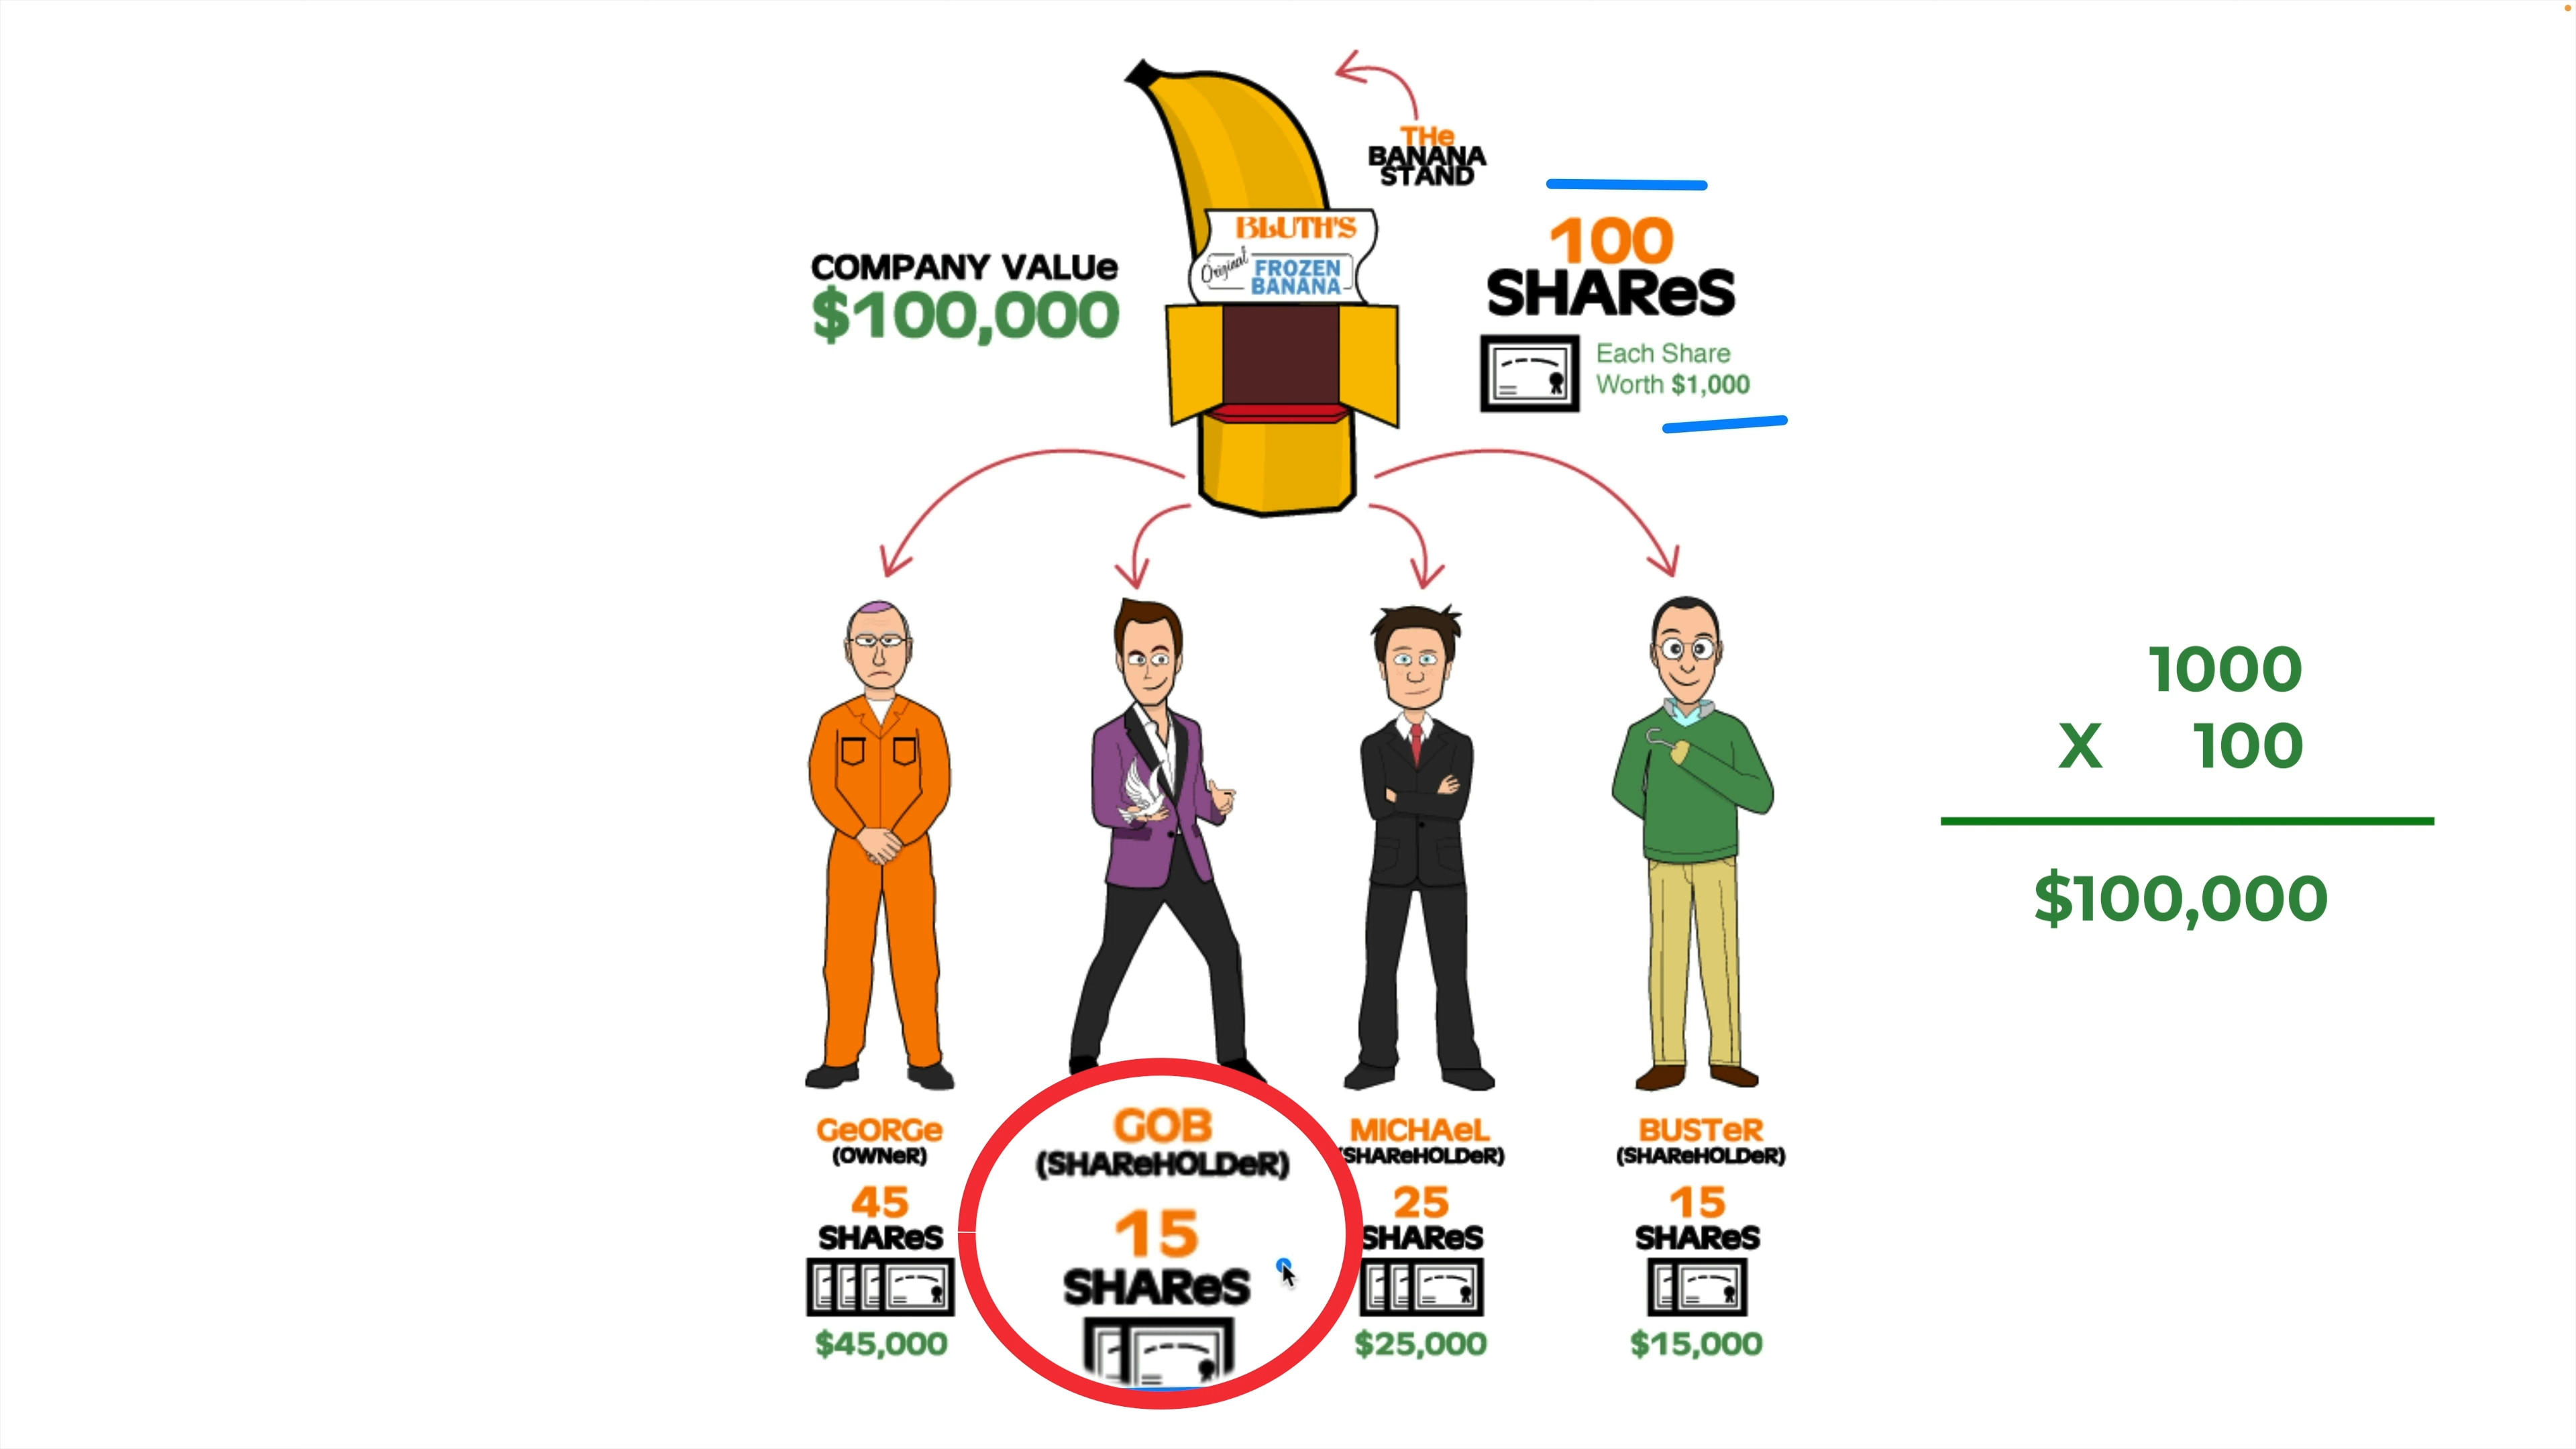 THe
BANANA
STAND
BLUTH'S
Original
FROZEN
BANANA
COMPANY VALUe
$100,000
100
SHAReS
Each Share
Worth $1,000
1000
X 100
$100,000
GeORGe
(OWNeR)
45
SHAReS
$45,000
GOB
(SHAReHOLDeR)
15
SHAReS
MICHAeL
(SHAReHOLDeR)
25
SHAReS
$25,000
BUSTeR
(SHAReHOLDeR)
15
SHAReS
$15,000